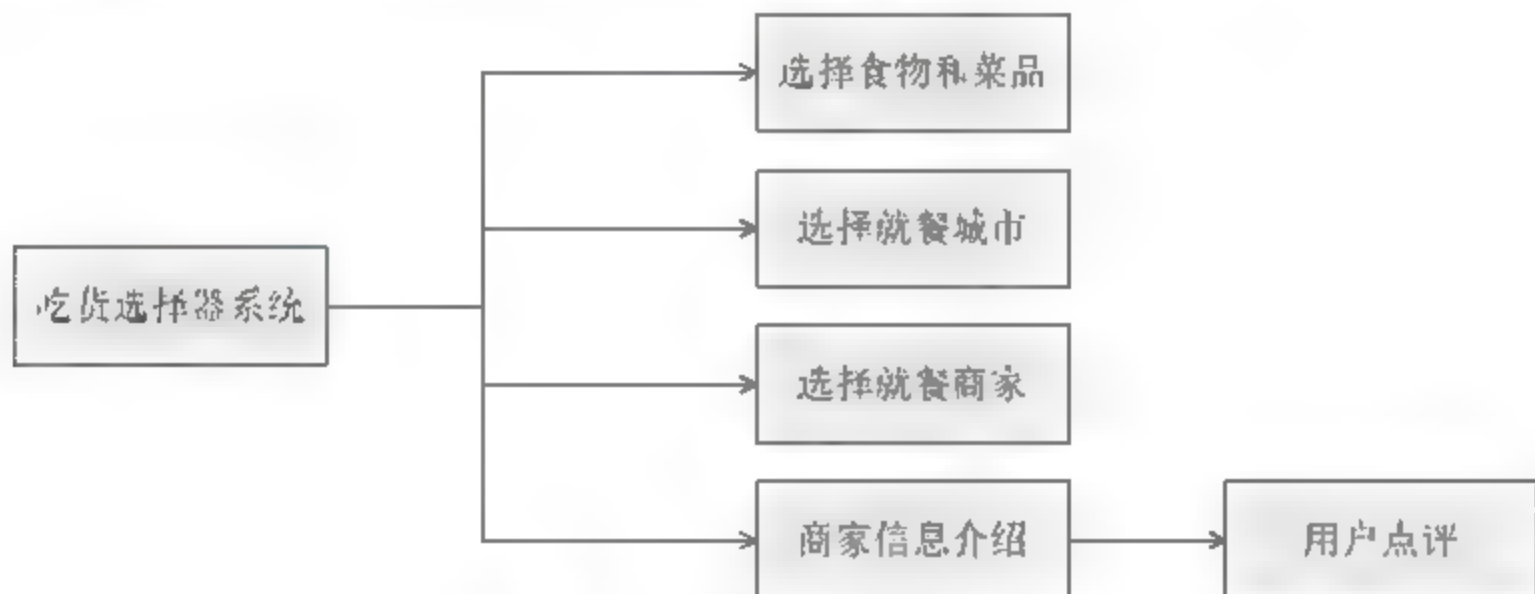 选择食物和菜品
选择就餐城市
吃货选择器系统
选择就餐商家
商家信息介绍
用户点评